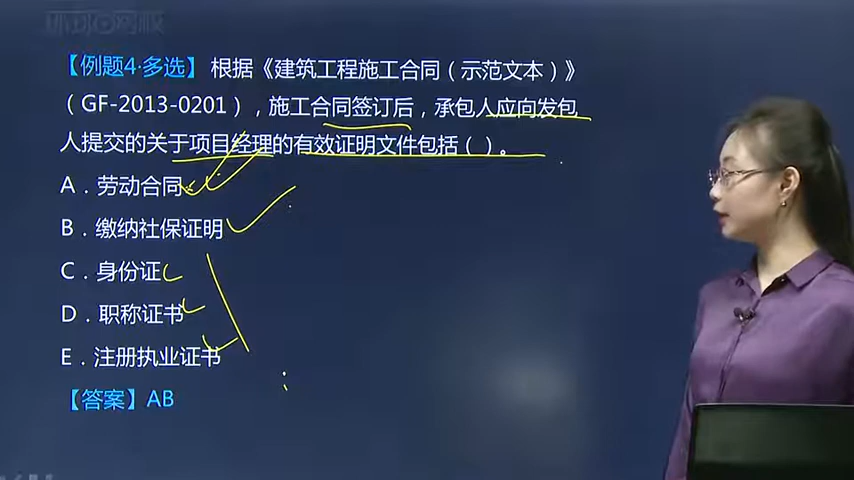 【例题4·多选】根据《建筑工程施工合同（示范文本）》
（GF-2013-0201），施工合同签订后，承包人应向发包
人提交的关于项目经理的有效证明文件包括（ ）。
A．劳动合同
B．缴纳社保证明
C．身份证
D．职称证书
E．注册执业证书
【答案】AB